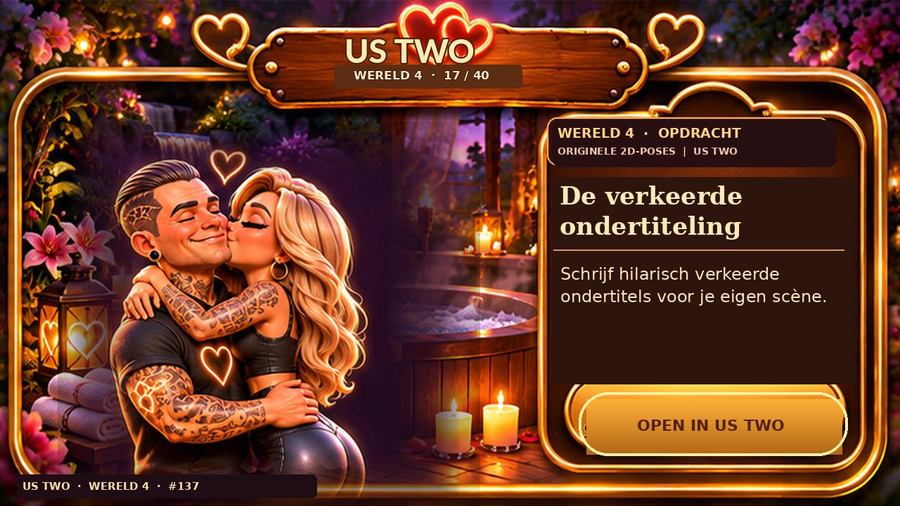 US TWO
WERELD 4 · 17 / 40
WERELD 4 · OPDRACHT
ORIGINELE 2D-POSES | US TWO
De verkeerde
ondertiteling
Schrijf hilarisch verkeerde
ondertitels voor je eigen scène.
OPEN IN US TWO
US TWO · WERELD 4 · #137